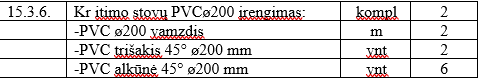 15.3.6. Kr itimo stovų PVCø200 įrengimas: kompl 2
-PVC ø200 vamzdis m 2
-PVC trišakis 45° ø200 mm vnt 2
-PVC alkūnė 45° ø200 mm vnt 6